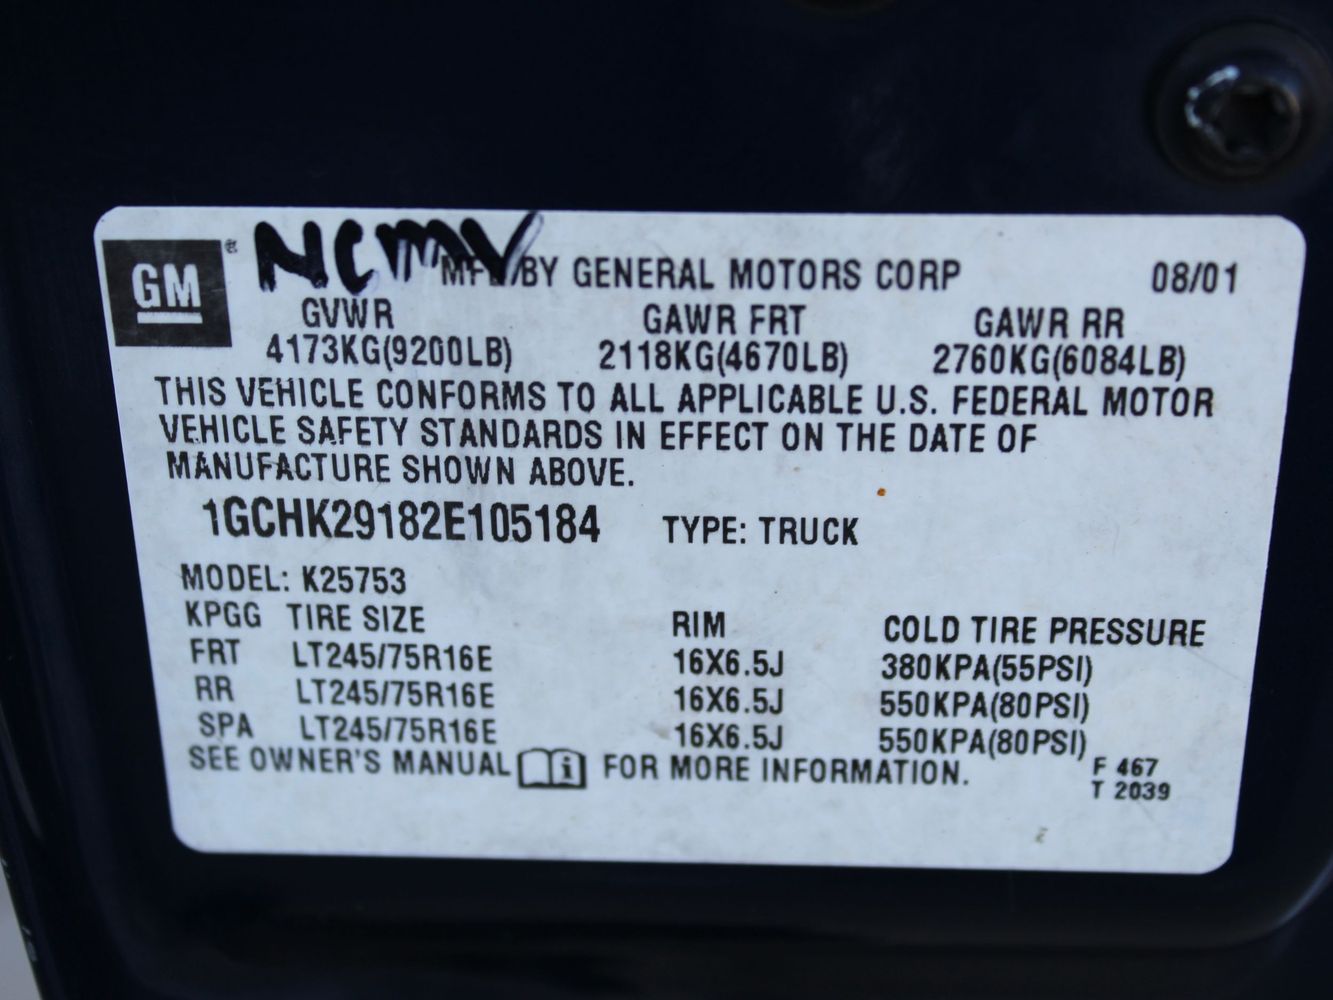 NCMV
GM ® MFD BY GENERAL MOTORS CORP 08/01
GVWR GAWR FRT GAWR RR
4173KG(9200LB) 2118KG(4670LB) 2760KG(6084LB)
THIS VEHICLE CONFORMS TO ALL APPLICABLE U.S. FEDERAL MOTOR
VEHICLE SAFETY STANDARDS IN EFFECT ON THE DATE OF
MANUFACTURE SHOWN ABOVE.
1GCHK29182E105184 TYPE: TRUCK
MODEL: K25753
KPGG TIRE SIZE RIM COLD TIRE PRESSURE
FRT LT245/75R16E 16X6.5J 380KPA(55PSI)
RR LT245/75R16E 16X6.5J 550KPA(80PSI)
SPA LT245/75R16E 16X6.5J 550KPA(80PSI)
SEE OWNER'S MANUAL i FOR MORE INFORMATION.
F 467
T 2039